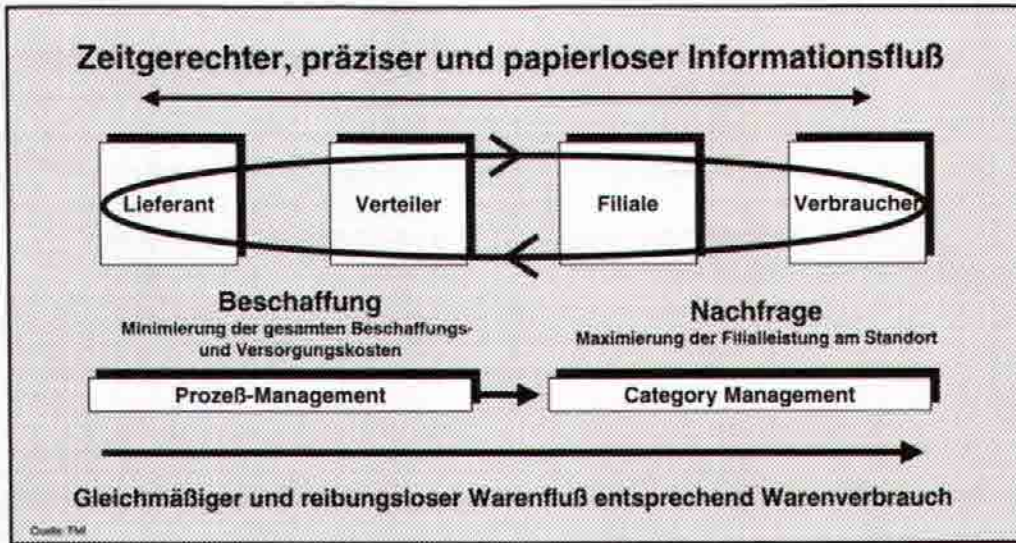 Zeitgerechter, präziser und papierloser Informationsfluß
Lieferant
Verteiler
Filiale
Verbraucher
Beschaffung
Minimierung der gesamten Beschaffungs-
und Versorgungskosten
Nachfrage
Maximierung der Filialleistung am Standort
Prozeß-Management
Category Management
Gleichmäßiger und reibungsloser Warenfluß entsprechend Warenverbrauch
Quelle: